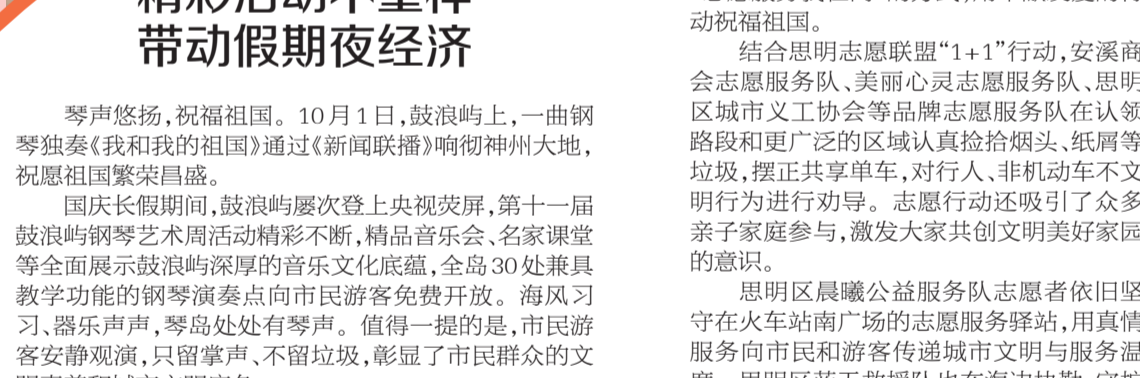 精彩活动不重样
带动假期夜经济
琴声悠扬,祝福祖国。10月1日,鼓浪屿上,一曲钢
琴独奏《我和我的祖国》通过《新闻联播》响彻神州大地,
祝愿祖国繁荣昌盛。
国庆长假期间,鼓浪屿屡次登上央视荧屏,第十一届
鼓浪屿钢琴艺术周活动精彩不断,精品音乐会、名家课堂
等全面展示鼓浪屿深厚的音乐文化底蕴,全岛30处兼具
教学功能的钢琴演奏点向市民游客免费开放。海风习
习、器乐声声,琴岛处处有琴声。值得一提的是,市民游
客安静观演,只留掌声、不留垃圾,彰显了市民群众的文
动祝福祖国。
结合思明志愿联盟“1+1”行动,安溪商
会志愿服务队、美丽心灵志愿服务队、思明
区城市义工协会等品牌志愿服务队在认领
路段和更广泛的区域认真捡拾烟头、纸屑等
垃圾,摆正共享单车,对行人、非机动车不文
明行为进行劝导。志愿行动还吸引了众多
亲子家庭参与,激发大家共创文明美好家园
的意识。
思明区晨曦公益服务队志愿者依旧坚
守在火车站南广场的志愿服务驿站,用真情
服务向市民和游客传递城市文明与服务温